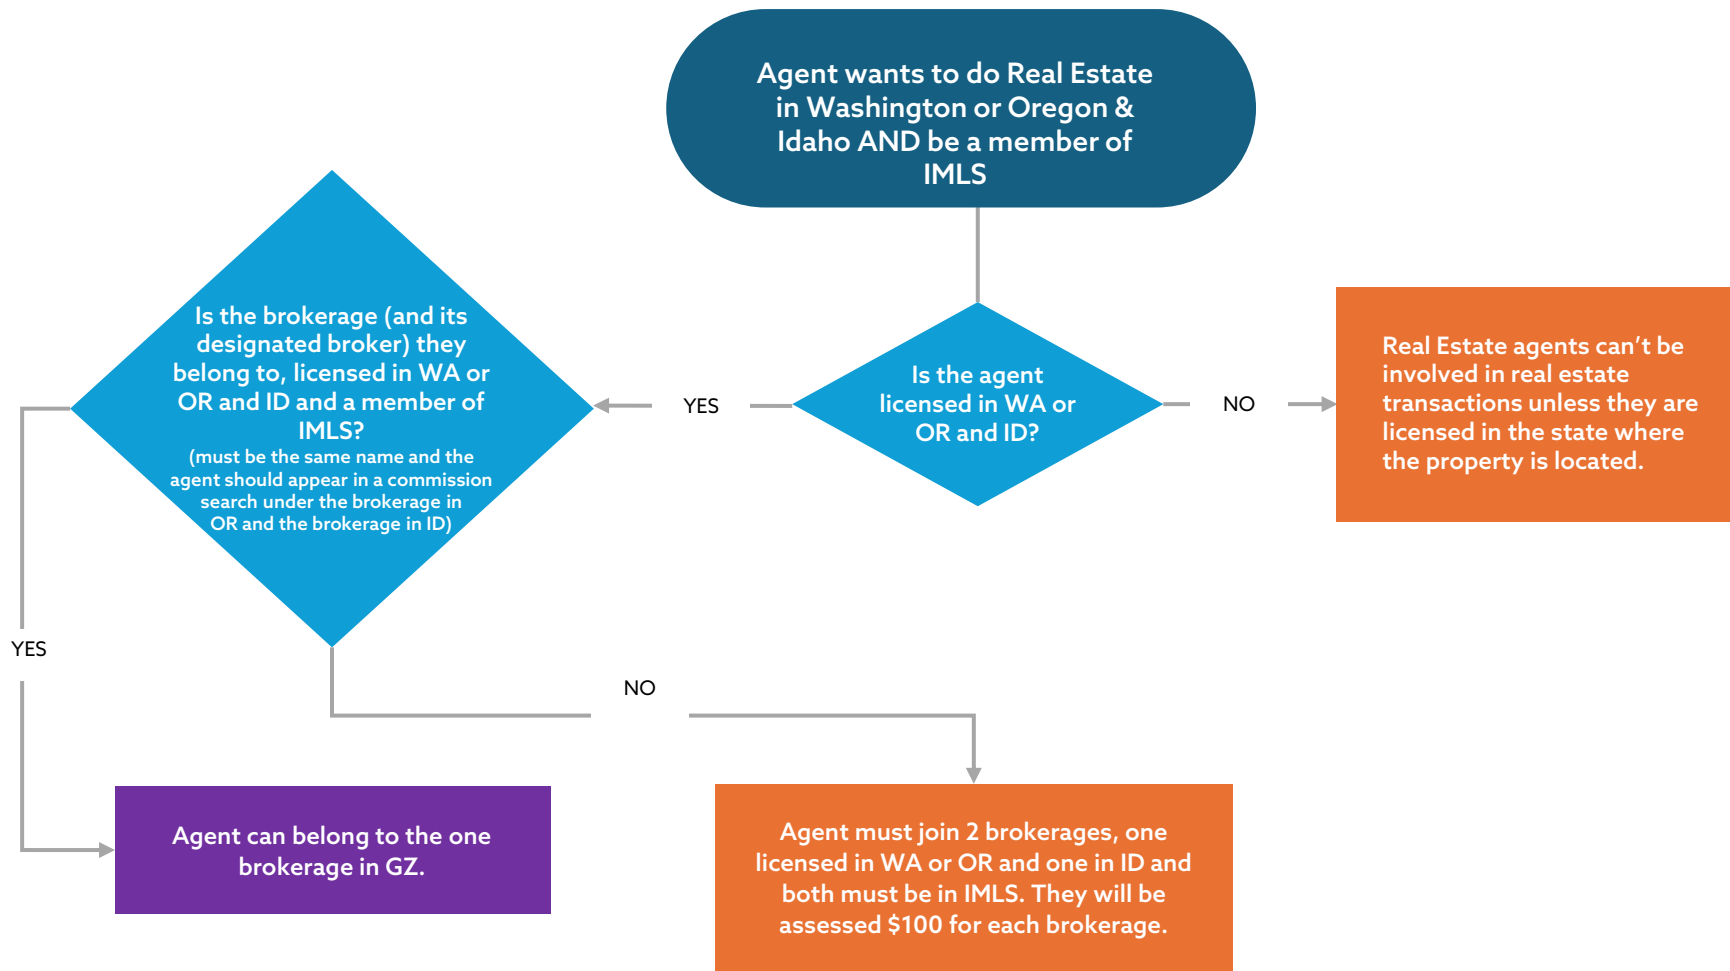 Agent wants to do Real Estate
in Washington or Oregon &
Idaho AND be a member of
IMLS
Is the agent
licensed in WA or
OR and ID?
NO
Real Estate agents can’t be
involved in real estate
transactions unless they are
licensed in the state where
the property is located.
YES
Is the brokerage (and its
designated broker) they
belong to, licensed in WA or
OR and ID and a member of
IMLS?
(must be the same name and the
agent should appear in a commission
search under the brokerage in
OR and the brokerage in ID)
YES
Agent can belong to the one
brokerage in GZ.
NO
Agent must join 2 brokerages, one
licensed in WA or OR and one in ID and
both must be in IMLS. They will be
assessed $100 for each brokerage.